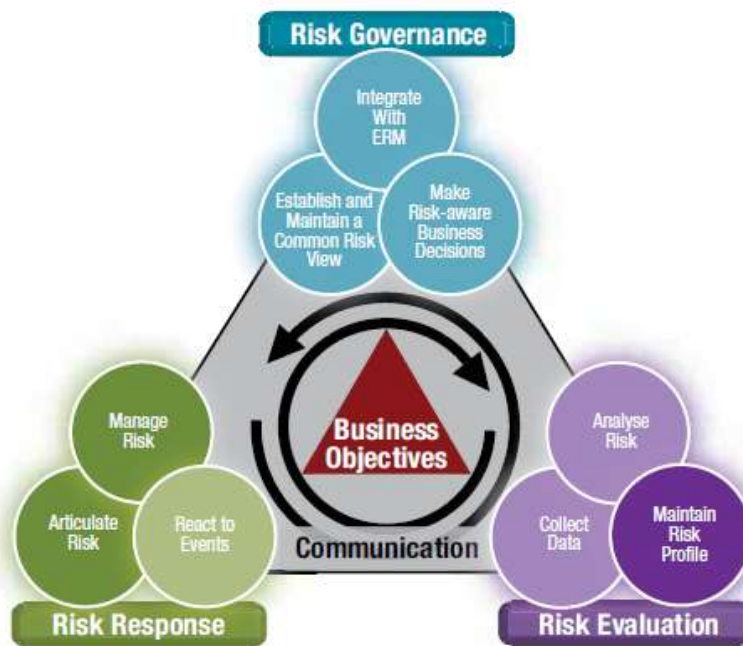 Risk Governance
Integrate
With
ERM
Establish and
Maintain a
Common Risk
View
Make
Risk-aware
Business
Decisions
Business
Objectives
Communication
Manage
Risk
Articulate
Risk
React to
Events
Risk Response
Analyse
Risk
Collect
Data
Maintain
Risk
Profile
Risk Evaluation